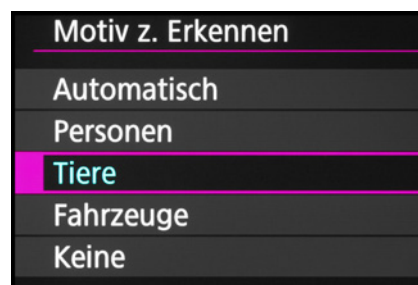 Motiv z. Erkennen
Automatisch
Personen
Tiere
Fahrzeuge
Keine